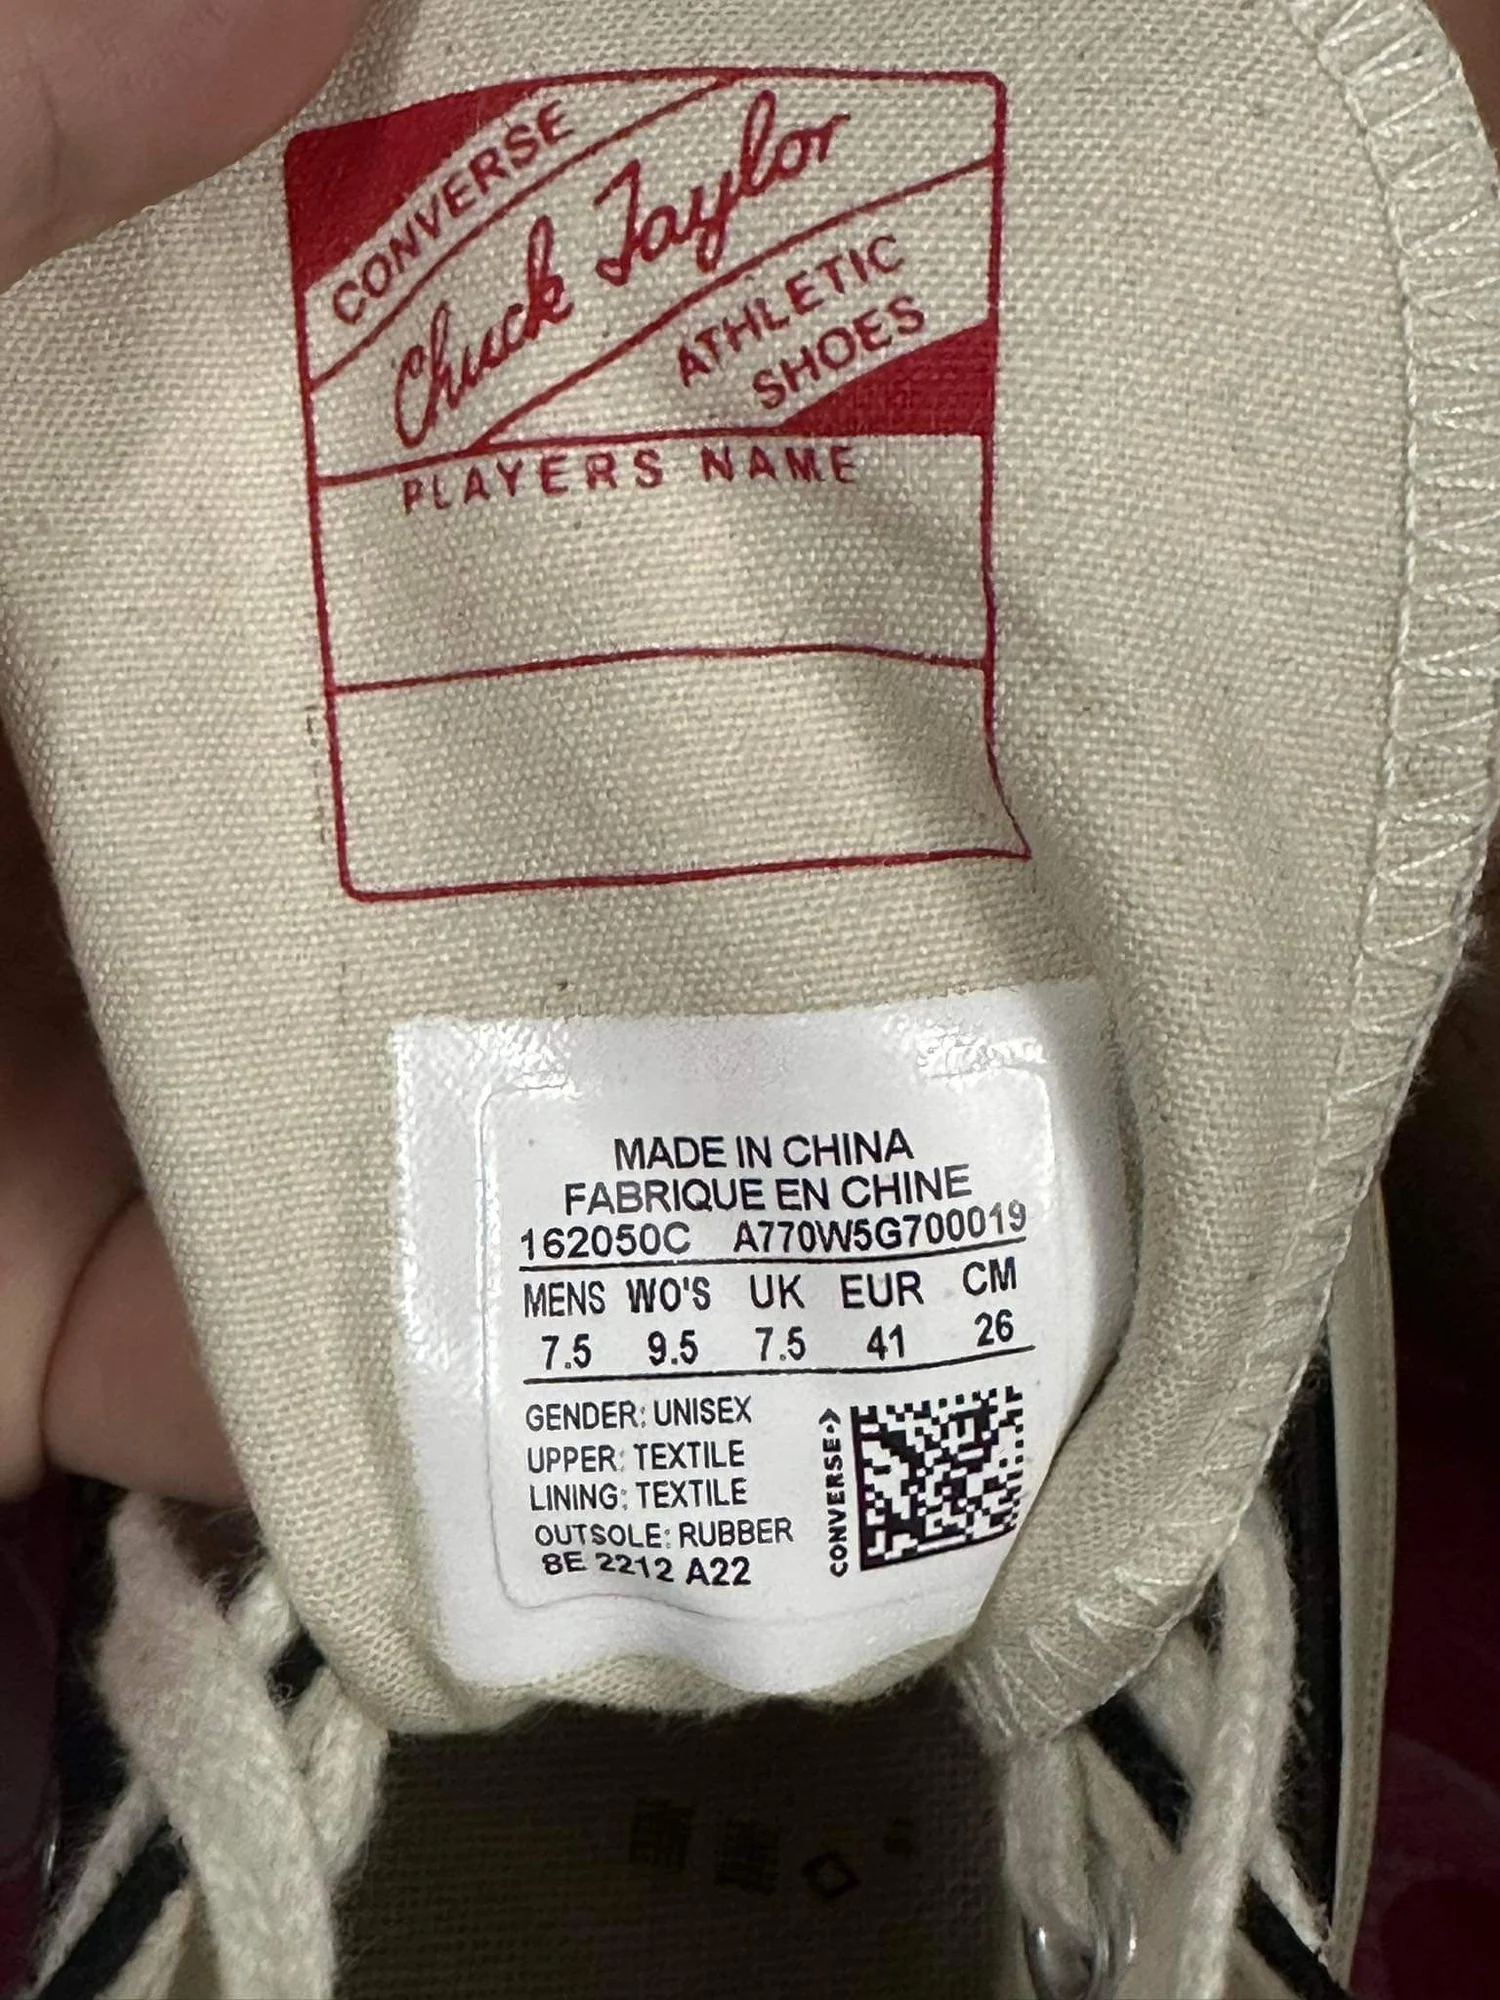 CONVERSE
Chuck Taylor
ATHLETIC
SHOES
PLAYERS NAME
MADE IN CHINA
FABRIQUE EN CHINE
162050C A770W5G700019
MENS WO'S UK EUR CM
7.5 9.5 7.5 41 26
GENDER: UNISEX
UPPER: TEXTILE
LINING: TEXTILE
OUTSOLE: RUBBER
8E 2212 A22
CONVERSE